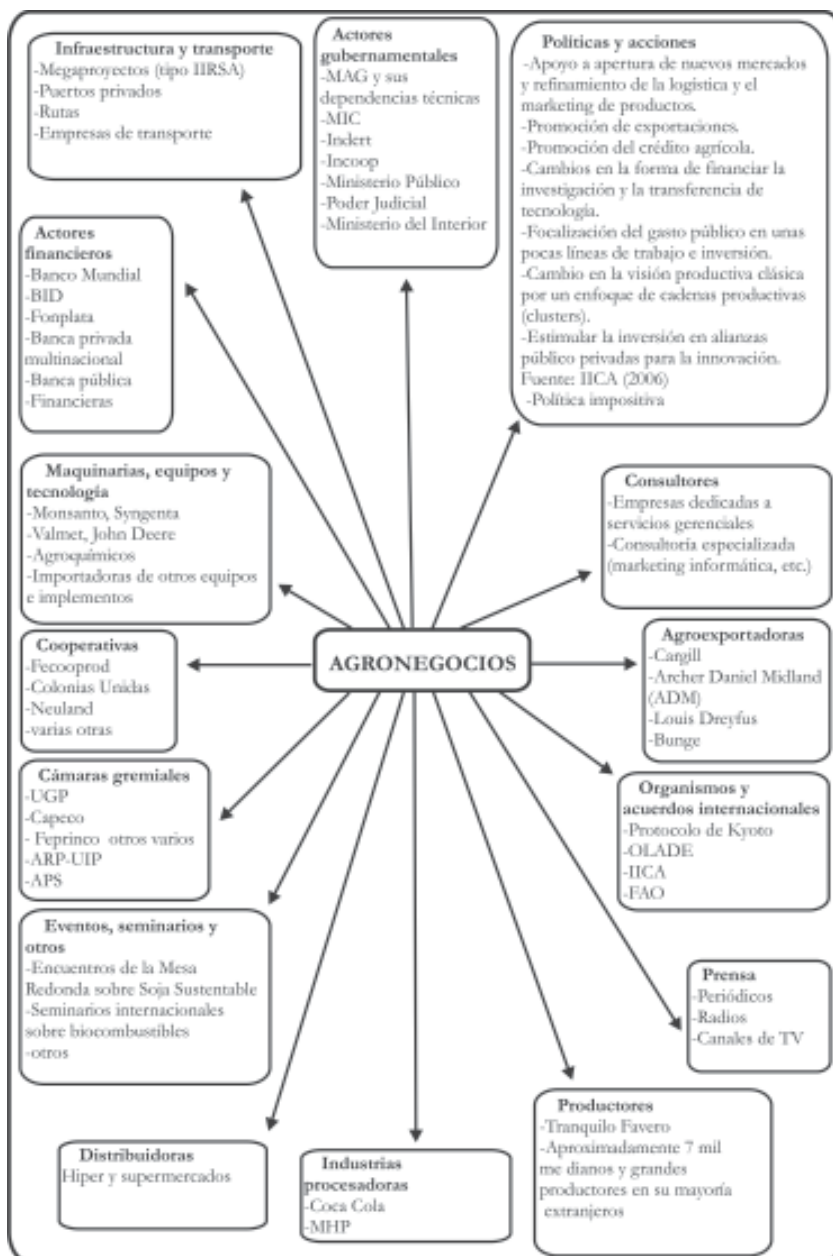 Infraestructura y transporte
-Megaproyectos (tipo IIRSA)
-Puertos privados
-Rutas
-Empresas de transporte
Actores
gubernamentales
-MAG y sus
dependencias técnicas
-MIC
-Indert
-Incoop
-Ministerio Público
-Poder Judicial
-Ministerio del Interior
Políticas y acciones
-Apoyo a apertura de nuevos mercados
y refinamiento de la logística y el
marketing de productos.
-Promoción de exportaciones.
-Promoción del crédito agrícola.
-Cambios en la forma de financiar la
investigación y la transferencia de
tecnología.
-Focalización del gasto público en unas
pocas líneas de trabajo e inversión.
-Cambio en la visión productiva clásica
por un enfoque de cadenas productivas
(clusters).
-Estimular la inversión en alianzas
público privadas para la innovación.
Fuente: IICA (2006)
-Política impositiva
Actores
financieros
-Banco Mundial
-BID
-Fonplata
-Banca privada
multinacional
-Banca pública
-Financieras
Maquinarias, equipos y
tecnología
-Monsanto, Syngenta
-Valmet, John Deere
-Agroquímicos
-Importadoras de otros equipos
e implementos
Consultores
-Empresas dedicadas a
servicios gerenciales
-Consultoría especializada
(marketing informática, etc.)
AGRONEGOCIOS
Cooperativas
-Fecooprod
-Colonias Unidas
-Neuland
-varias otras
Agroexportadoras
-Cargill
-Archer Daniel Midland
(ADM)
-Louis Dreyfus
-Bunge
Cámaras gremiales
-UGP
-Capeco
- Feprinco otros varios
-ARP-UIP
-APS
Organismos y
acuerdos internacionales
-Protocolo de Kyoto
-OLADE
-IICA
-FAO
Eventos, seminarios y
otros
-Encuentros de la Mesa
Redonda sobre Soja Sustentable
-Seminarios internacionales
sobre biocombustibles
-otros
Prensa
-Periódicos
-Radios
-Canales de TV
Distribuidoras
Hiper y supermercados
Industrias
procesadoras
-Coca Cola
-MHP
Productores
-Tranquilo Favero
-Aproximadamente 7 mil
me dianos y grandes
productores en su mayoría
extranjeros